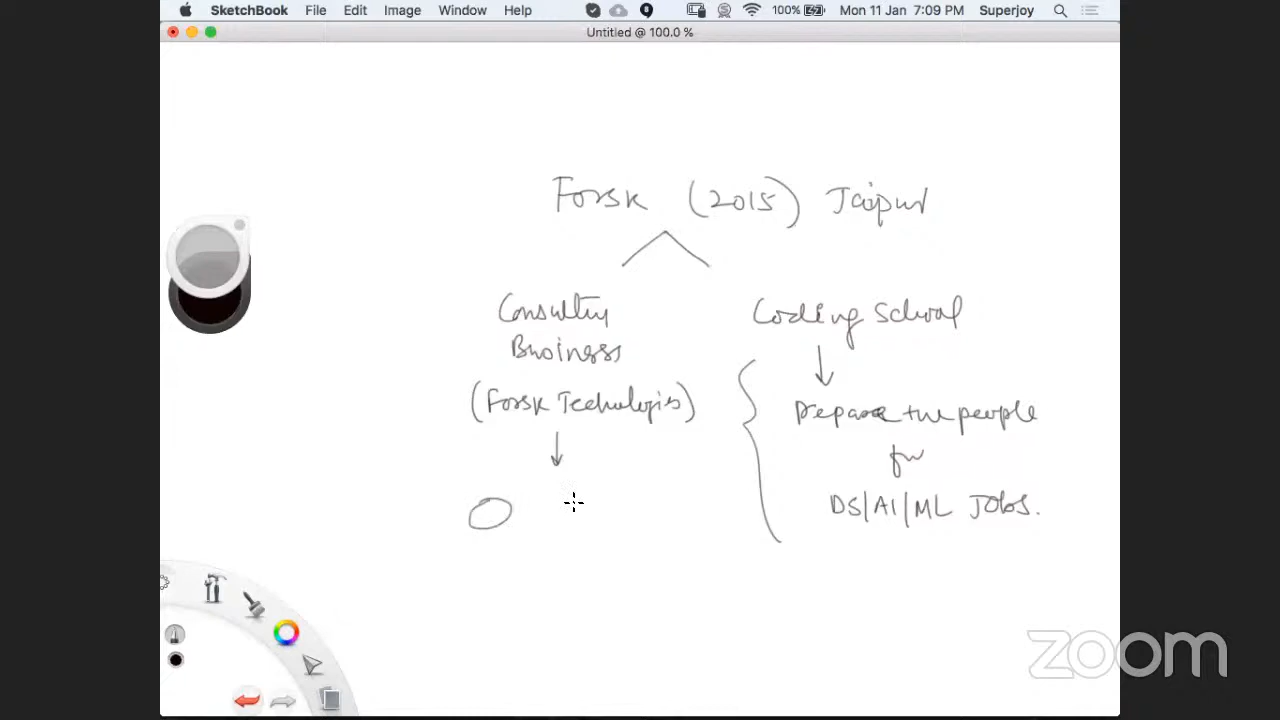 SketchBook File Edit Image Window Help 100% Mon 11 Jan 7:09 PM Superjoy
Untitled @ 100.0 %
Forsk (2015) Jaipur
Consulting Coding School
Business
(Forsk Technologies) Prepare the people
for
DS/AI/ML Jobs.
zoom